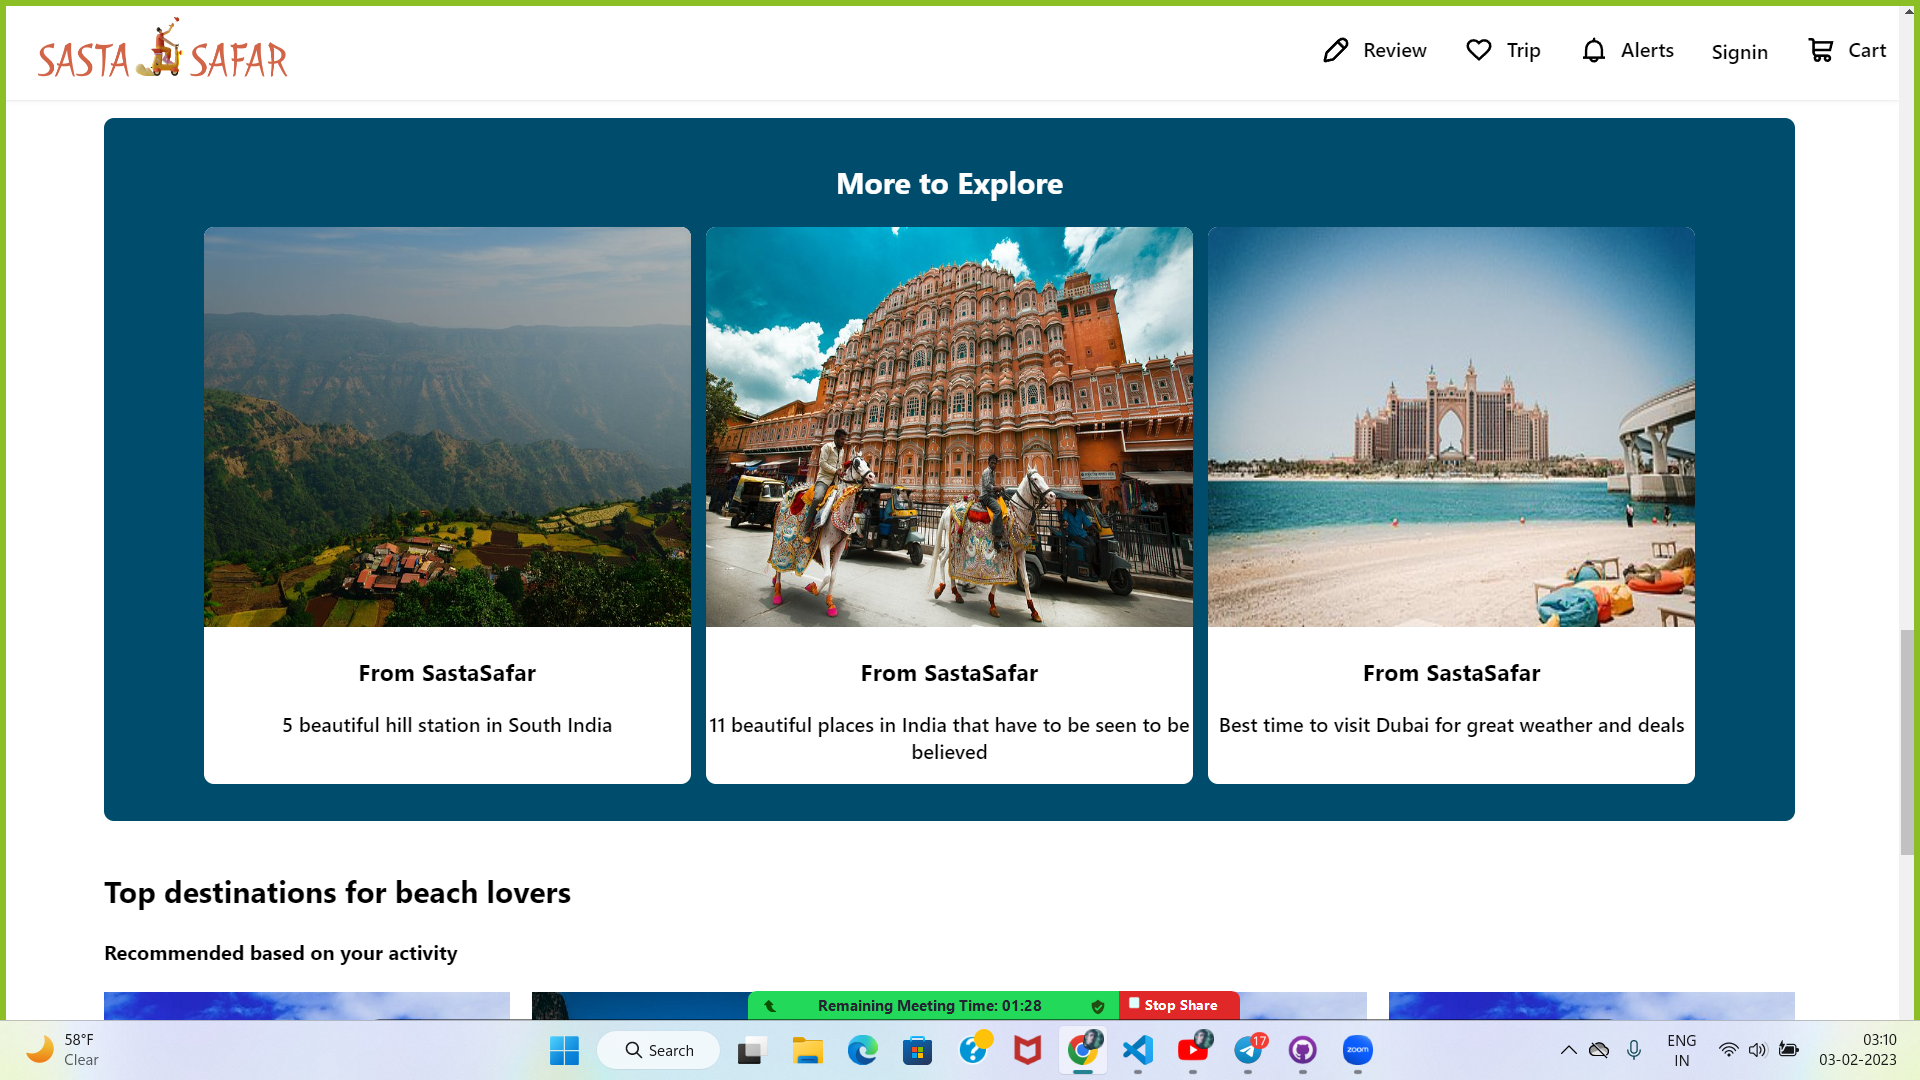 SASTA SAFAR
Review
Trip
Alerts
Signin
Cart
More to Explore
From SastaSafar
5 beautiful hill station in South India
From SastaSafar
11 beautiful places in India that have to be seen to be
believed
From SastaSafar
Best time to visit Dubai for great weather and deals
Top destinations for beach lovers
Recommended based on your activity
Remaining Meeting Time: 01:28
Stop Share
58°F
Clear
Search
17
zoom
ENG
IN
03:10
03-02-2023